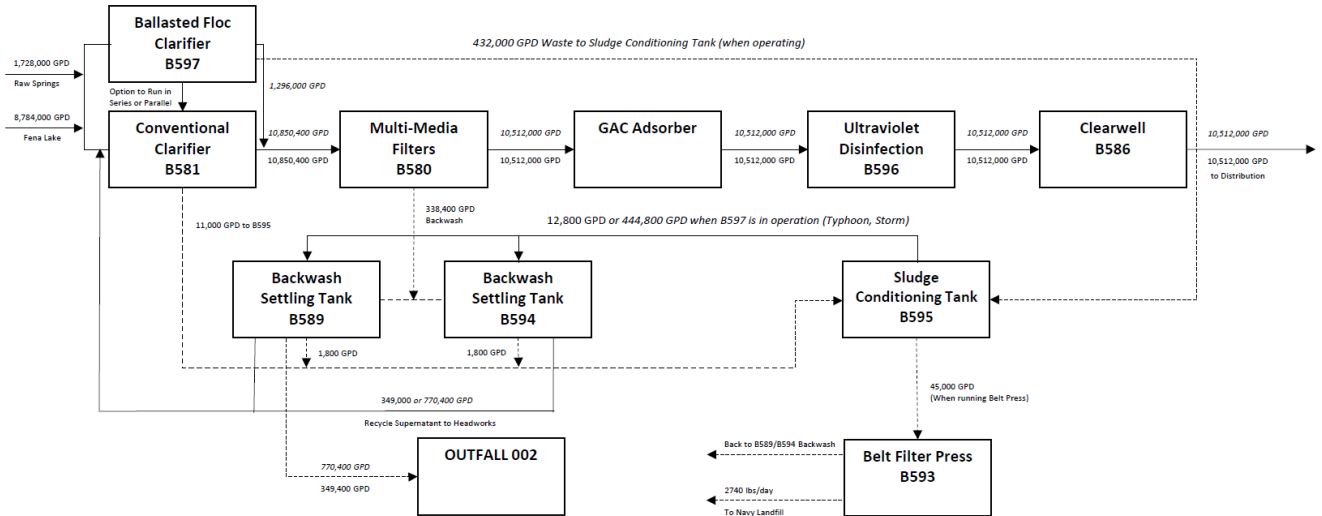 Ballasted Floc
Clarifier
B597
432,000 GPD Waste to Sludge Conditioning Tank (when operating)
1,728,000 GPD
Raw Springs
1,296,000 GPD
Option to Run in
Series or Parallel
8,784,000 GPD
Fena Lake
Conventional
Clarifier
B581
10,850,400 GPD
10,850,400 GPD
Multi-Media
Filters
B580
10,512,000 GPD
10,512,000 GPD
GAC Adsorber
10,512,000 GPD
10,512,000 GPD
Ultraviolet
Disinfection
B596
10,512,000 GPD
10,512,000 GPD
Clearwell
B586
10,512,000 GPD
10,512,000 GPD
to Distribution
338,400 GPD
Backwash
11,000 GPD to B595
12,800 GPD or 444,800 GPD when B597 is in operation (Typhoon, Storm)
Backwash
Settling Tank
B589
Backwash
Settling Tank
B594
Sludge
Conditioning Tank
B595
1,800 GPD
1,800 GPD
349,000 or 770,400 GPD
Recycle Supernatant to Headworks
45,000 GPD
(When running Belt Press)
OUTFALL 002
770,400 GPD
349,400 GPD
Back to B589/B594 Backwash
Belt Filter Press
B593
2740 lbs/day
To Navy Landfill